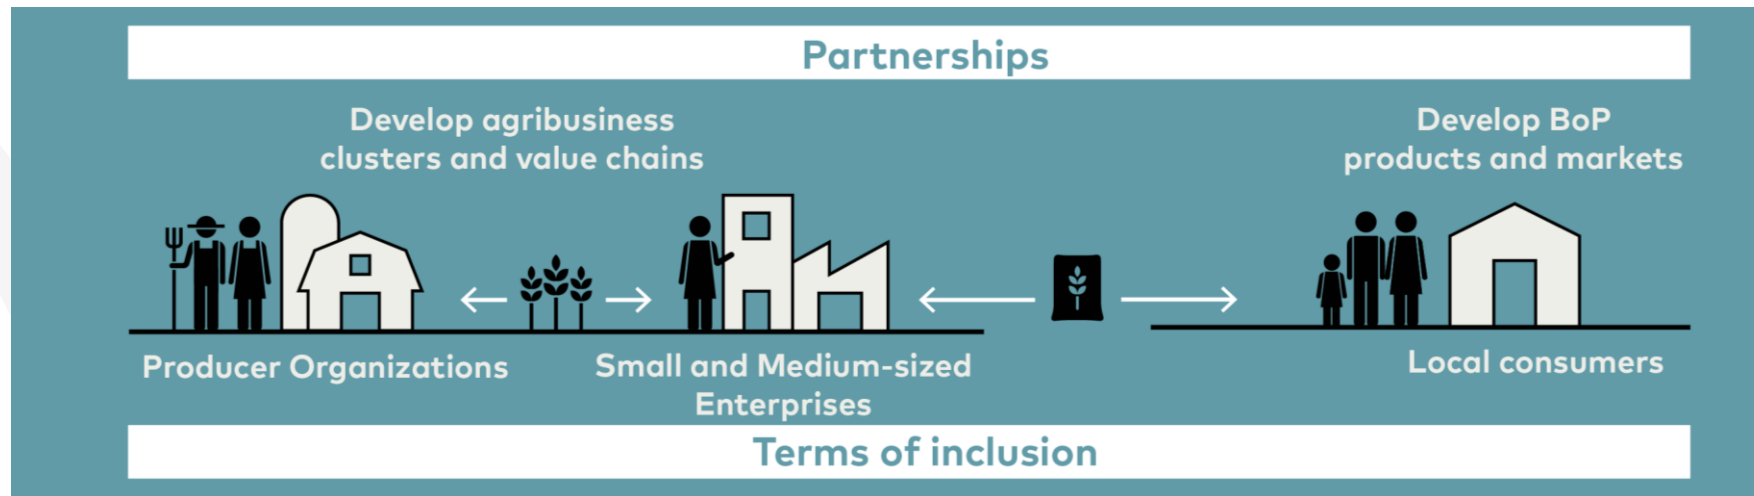 Partnerships
Develop agribusiness
clusters and value chains
Develop BoP
products and markets
Producer Organizations
Small and Medium-sized
Enterprises
Local consumers
Terms of inclusion